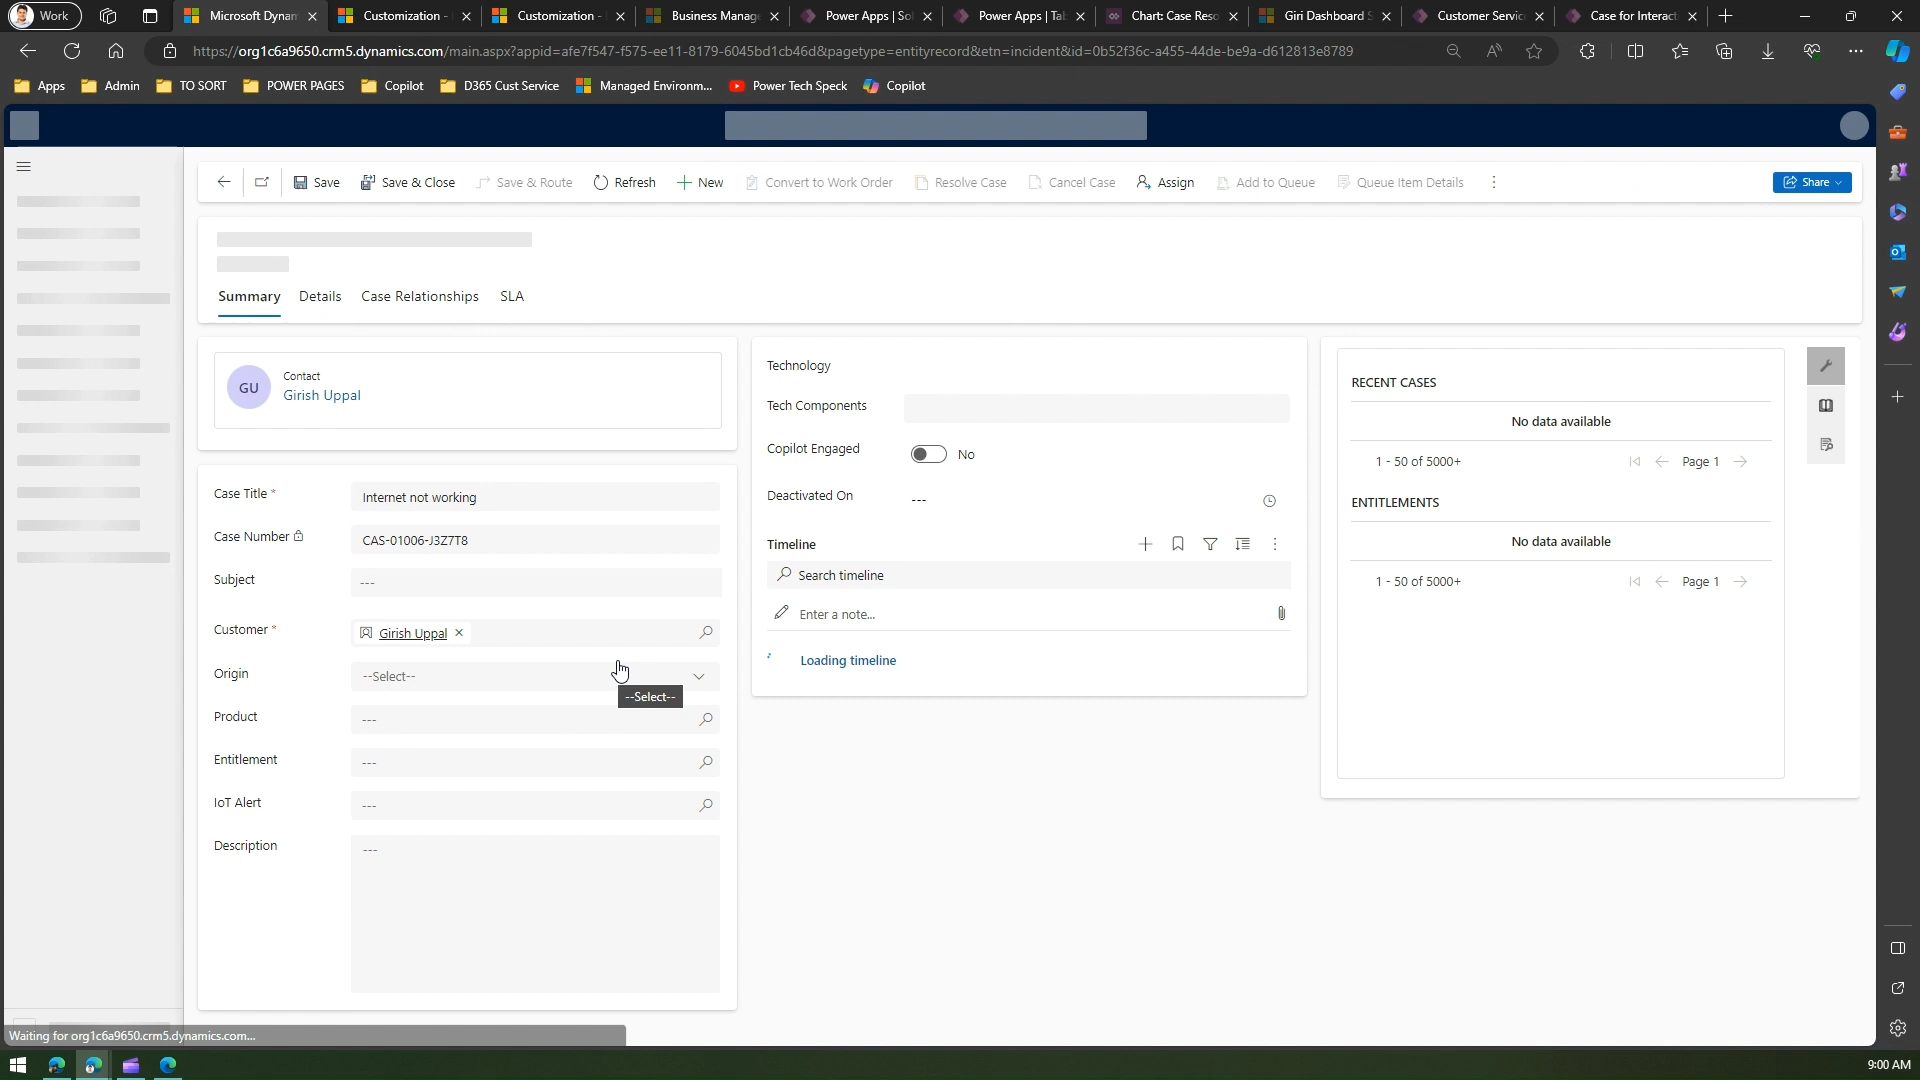 Work
Microsoft Dynam
Customization -
Customization -
Business Manage
Power Apps | Sol
Power Apps | Tab
Chart: Case Reso
Giri Dashboard S
Customer Service
Case for Interact
https://org1c6a9650.crm5.dynamics.com/main.aspx?appid=afe7f547-f575-ee11-8179-6045bd1cb46d&pagetype=entityrecord&etn=incident&id=0b52f36c-a455-44de-be9a-d612813e8789
Apps
Admin
TO SORT
POWER PAGES
Copilot
D365 Cust Service
Managed Environm...
Power Tech Speck
Copilot
Save
Save & Close
Save & Route
Refresh
New
Convert to Work Order
Resolve Case
Cancel Case
Assign
Add to Queue
Queue Item Details
Share
Summary
Details
Case Relationships
SLA
GU
Contact
Girish Uppal
Case Title *
Internet not working
Case Number
CAS-01006-J3Z7T8
Subject
---
Customer *
Girish Uppal
Origin
--Select--
--Select--
Product
---
Entitlement
---
IoT Alert
---
Description
---
Technology
Tech Components
Copilot Engaged
No
Deactivated On
---
Timeline
Search timeline
Enter a note...
Loading timeline
RECENT CASES
No data available
1 - 50 of 5000+
Page 1
ENTITLEMENTS
No data available
1 - 50 of 5000+
Page 1
Waiting for org1c6a9650.crm5.dynamics.com...
9:00 AM